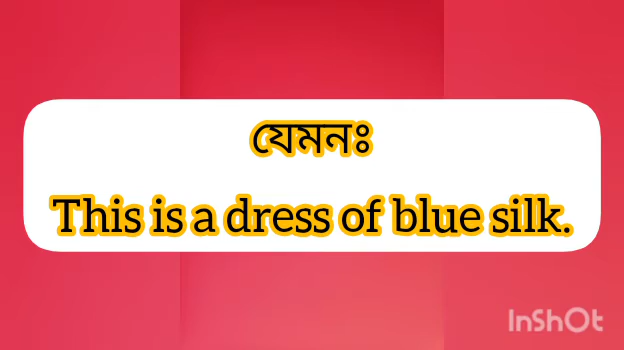 যেমনঃ
This is a dress of blue silk.
InShOt